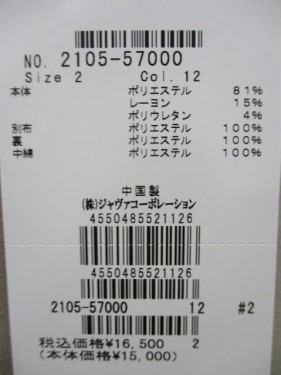 NO. 2105-57000
Size 2 Col. 12
本体 ポリエステル 81%
レーヨン 15%
ポリウレタン 4%
別布 ポリエステル 100%
裏 ポリエステル 100%
中綿 ポリエステル 100%
中国製
(株)ジャヴァコーポレーション
4550485521126
4550485521126
2105-57000 12 #2
税込価格¥16,500 2
(本体価格¥15,000)